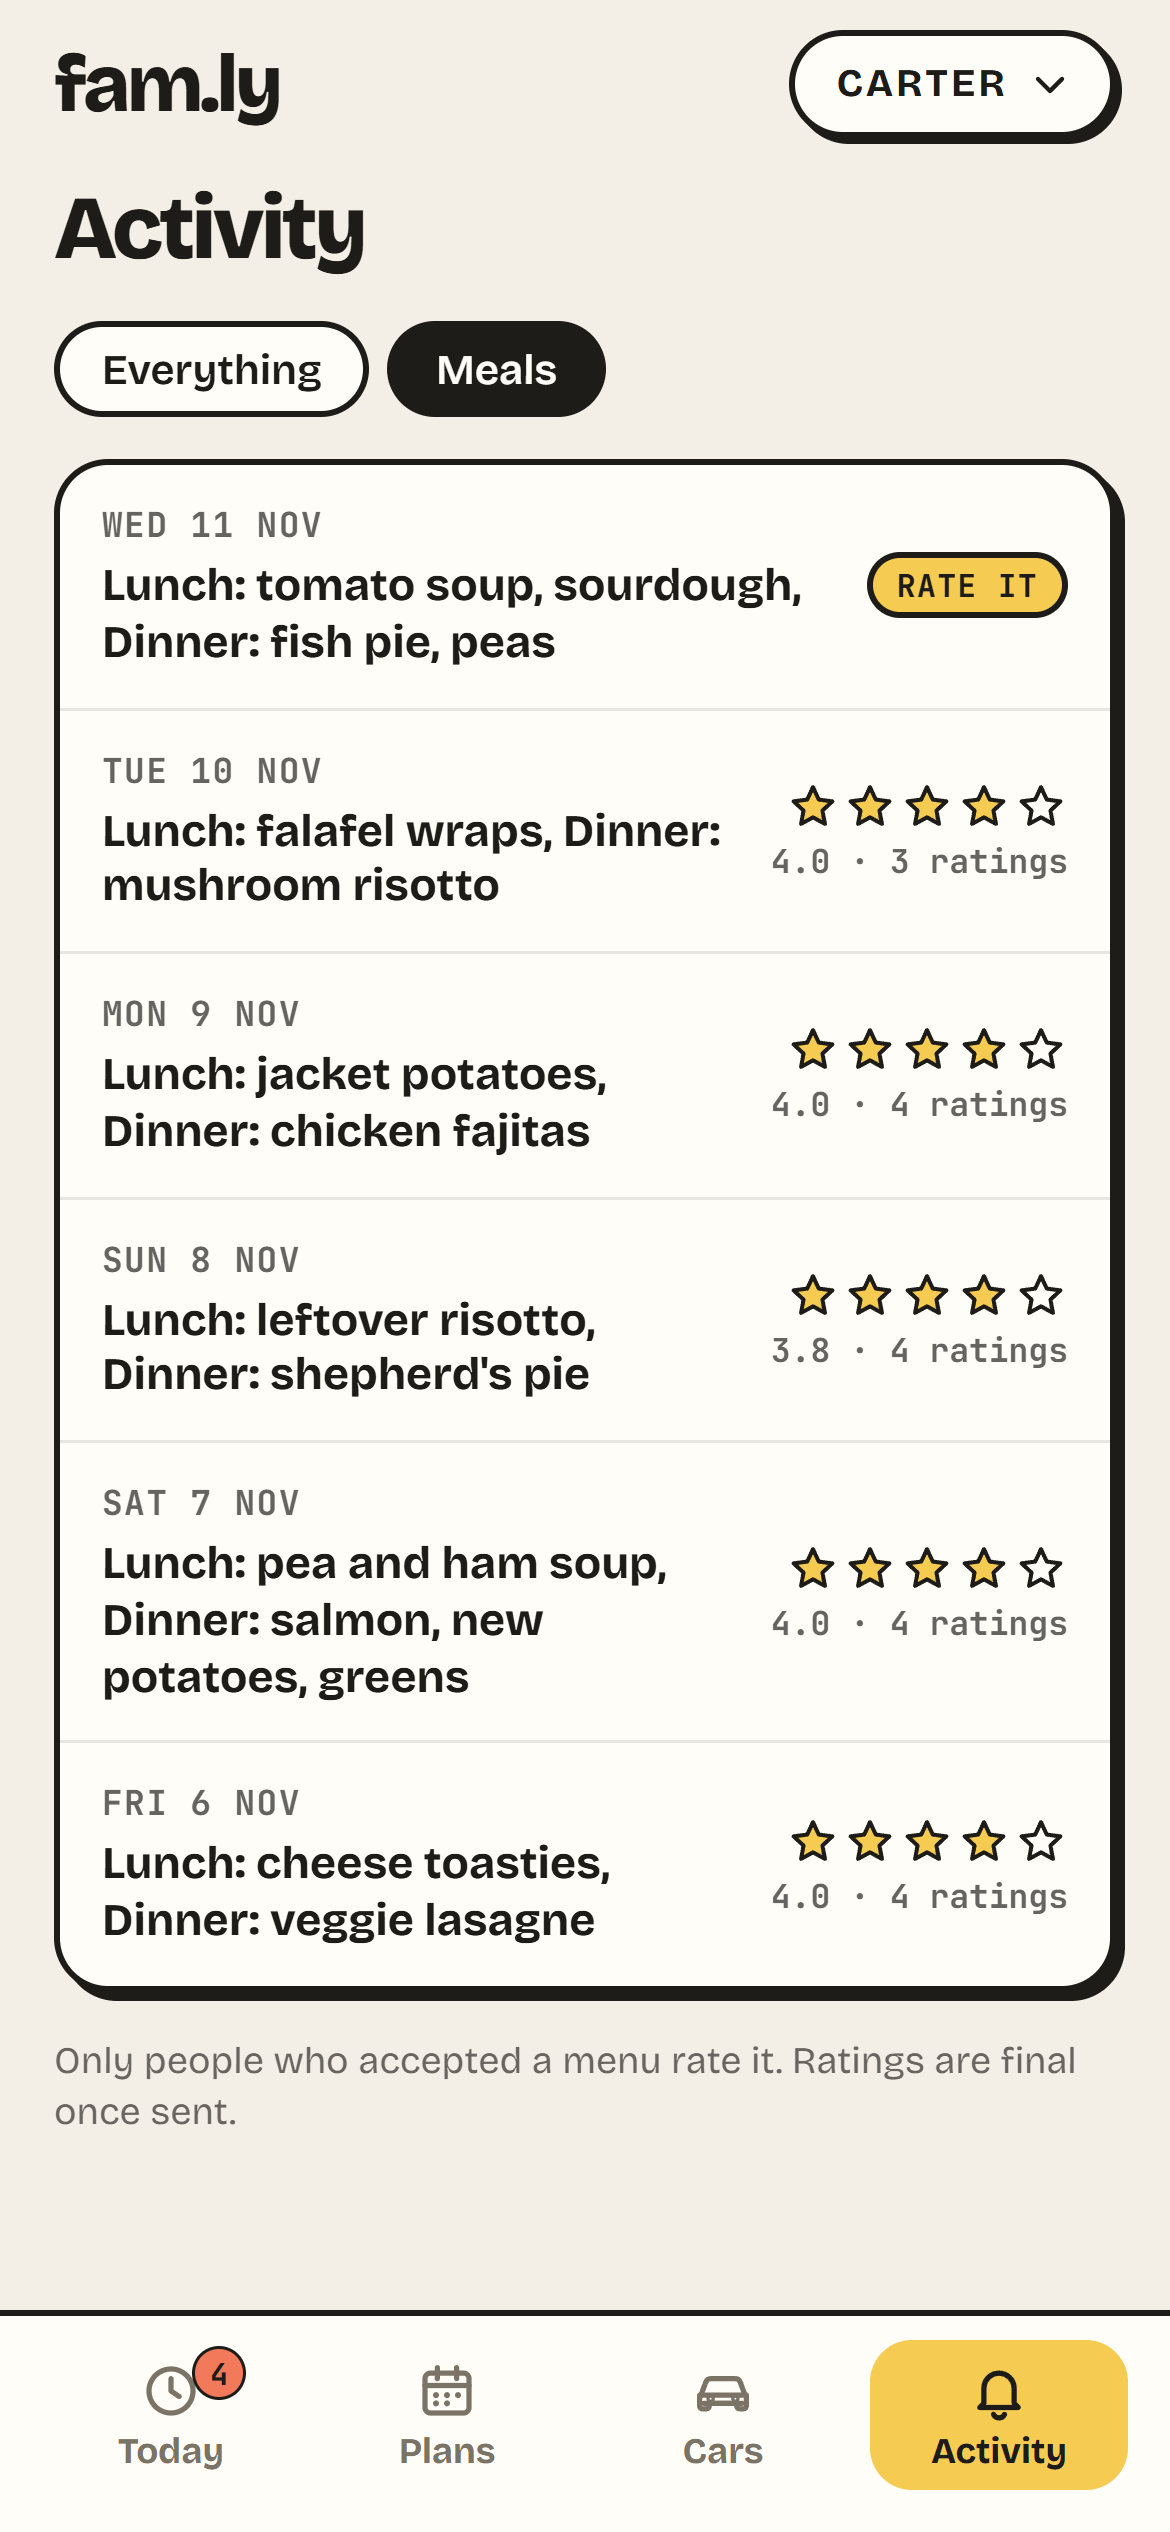 fam.ly
CARTER
Activity
Everything
Meals
WED 11 NOV
Lunch: tomato soup, sourdough,
Dinner: fish pie, peas
RATE IT
TUE 10 NOV
Lunch: falafel wraps, Dinner:
mushroom risotto
4.0 · 3 ratings
MON 9 NOV
Lunch: jacket potatoes,
Dinner: chicken fajitas
4.0 · 4 ratings
SUN 8 NOV
Lunch: leftover risotto,
Dinner: shepherd's pie
3.8 · 4 ratings
SAT 7 NOV
Lunch: pea and ham soup,
Dinner: salmon, new
potatoes, greens
4.0 · 4 ratings
FRI 6 NOV
Lunch: cheese toasties,
Dinner: veggie lasagne
4.0 · 4 ratings
Only people who accepted a menu rate it. Ratings are final
once sent.
4
Today
Plans
Cars
Activity